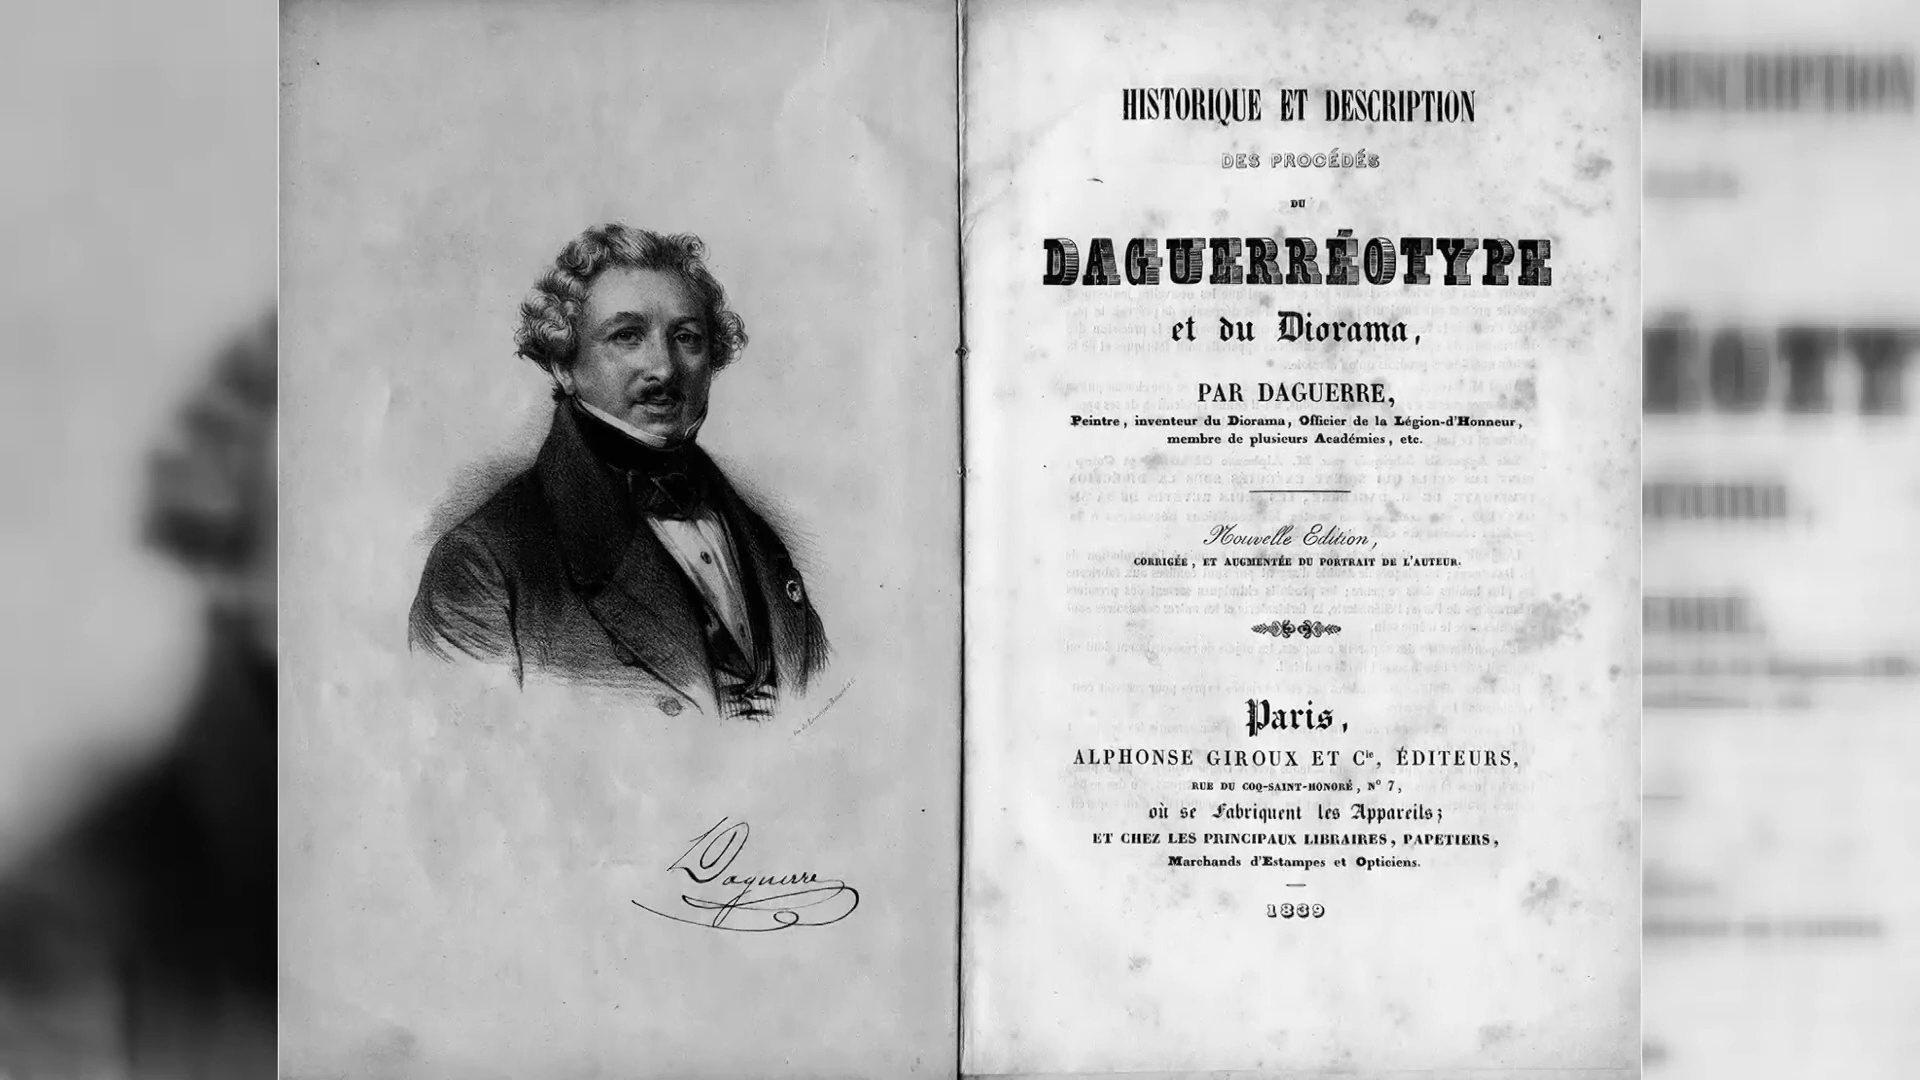 Daguerre
HISTORIQUE ET DESCRIPTION
DES PROCÉDÉS
DU
DAGUERRÉOTYPE
et du Diorama,
PAR DAGUERRE,
Peintre, inventeur du Diorama, Officier de la Légion-d'Honneur,
membre de plusieurs Académies, etc.
Nouvelle Edition,
CORRIGÉE, ET AUGMENTÉE DU PORTRAIT DE L'AUTEUR.
Paris,
ALPHONSE GIROUX ET Cie, ÉDITEURS,
RUE DU COQ-SAINT-HONORÉ, N° 7,
où se Fabriquent les Appareils;
ET CHEZ LES PRINCIPAUX LIBRAIRES, PAPETIERS,
Marchands d'Estampes et Opticiens.
1839